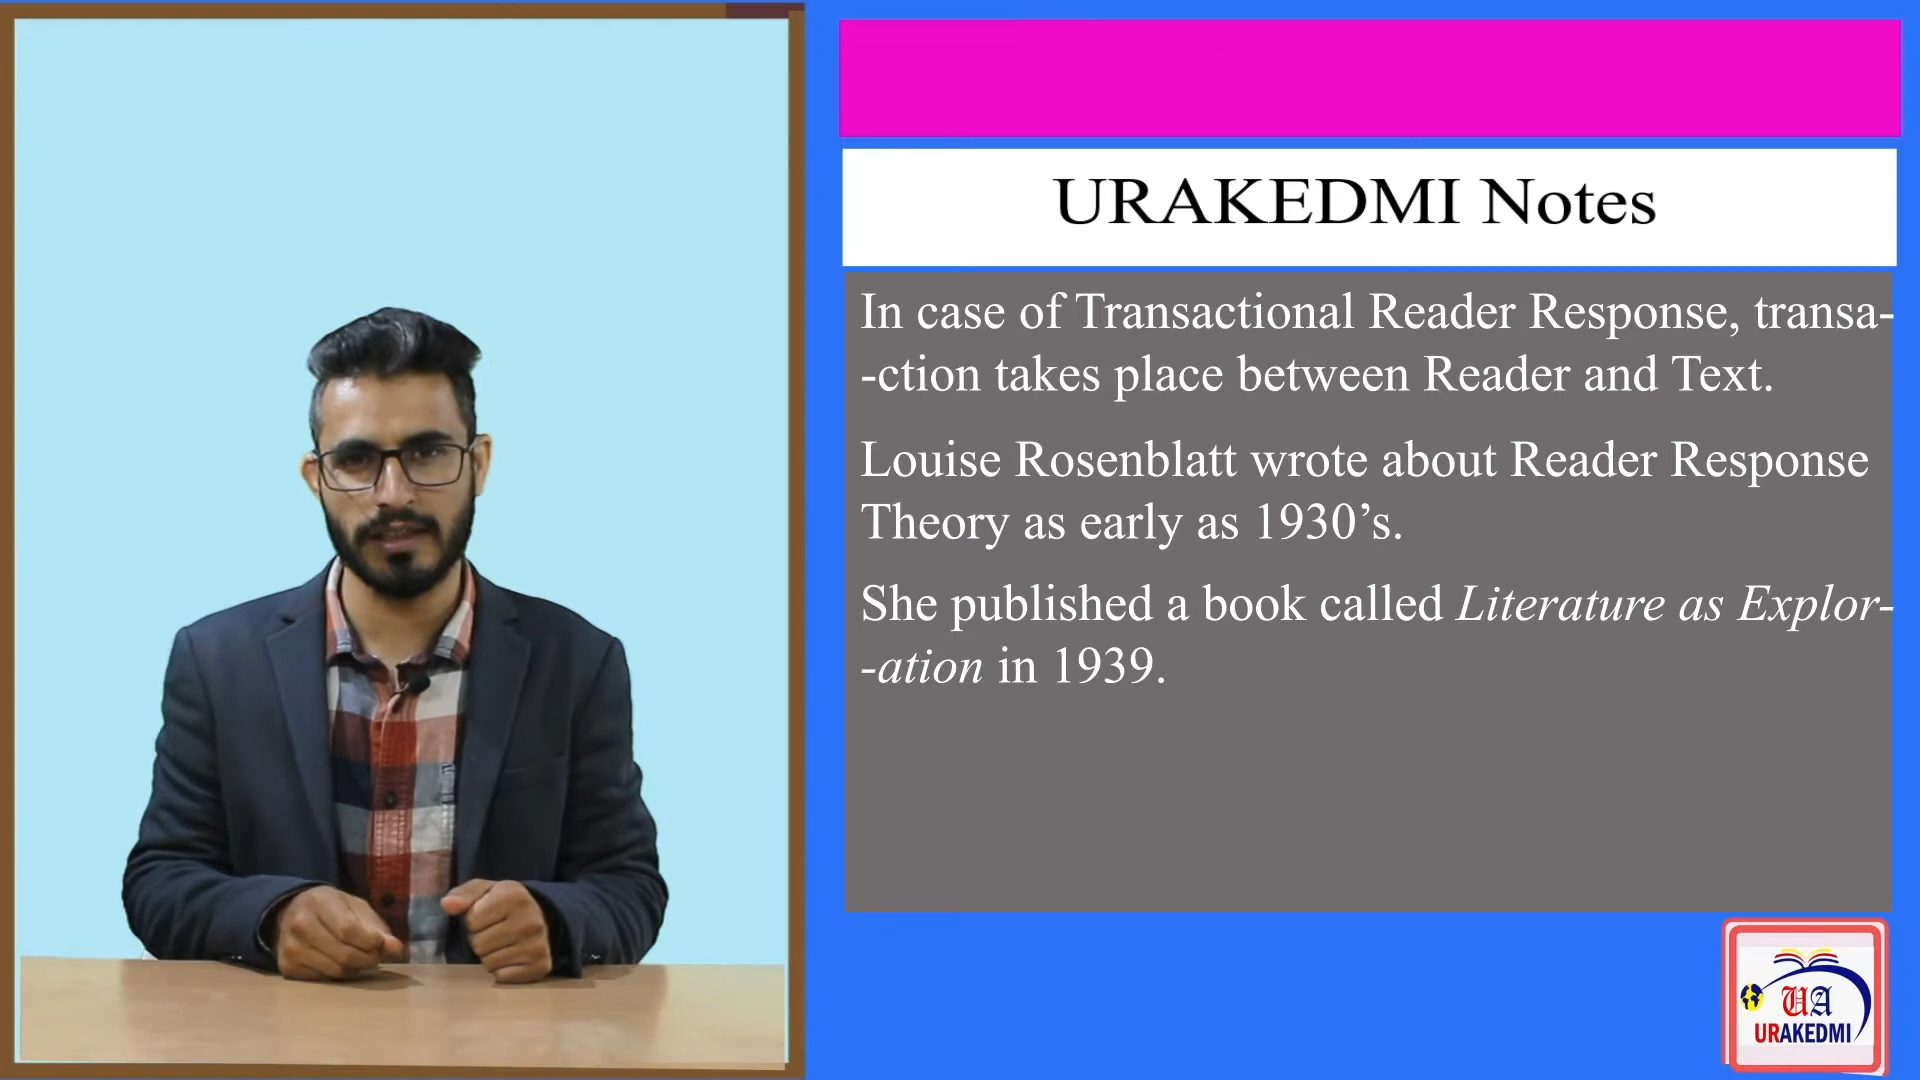 URAKEDMI Notes
In case of Transactional Reader Response, transa-
-ction takes place between Reader and Text.
Louise Rosenblatt wrote about Reader Response
Theory as early as 1930’s.
She published a book called Literature as Explor-
-ation in 1939.
UA
URAKEDMI